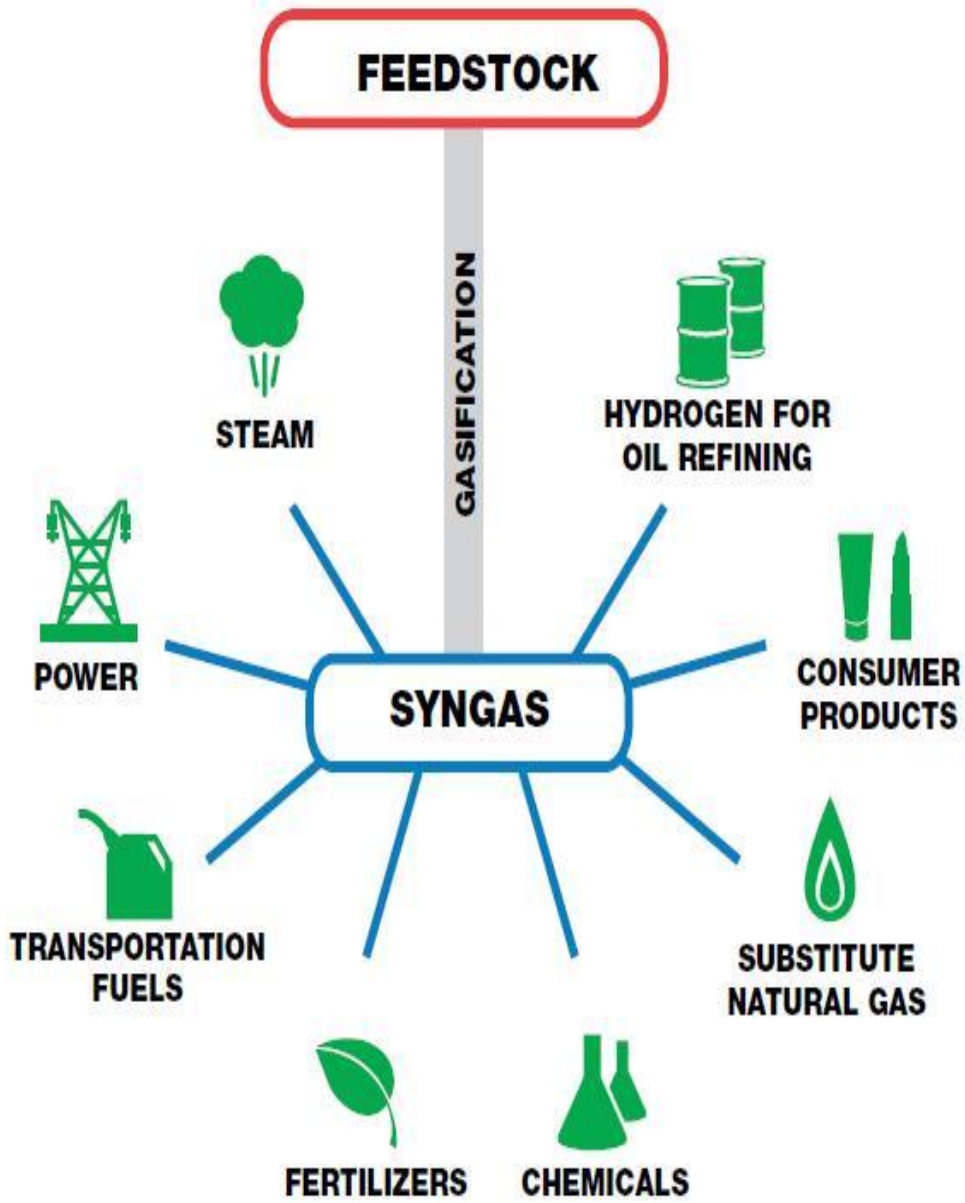 FEEDSTOCK
GASIFICATION
STEAM
HYDROGEN FOR
OIL REFINING
POWER
SYNGAS
CONSUMER
PRODUCTS
TRANSPORTATION
FUELS
SUBSTITUTE
NATURAL GAS
FERTILIZERS
CHEMICALS